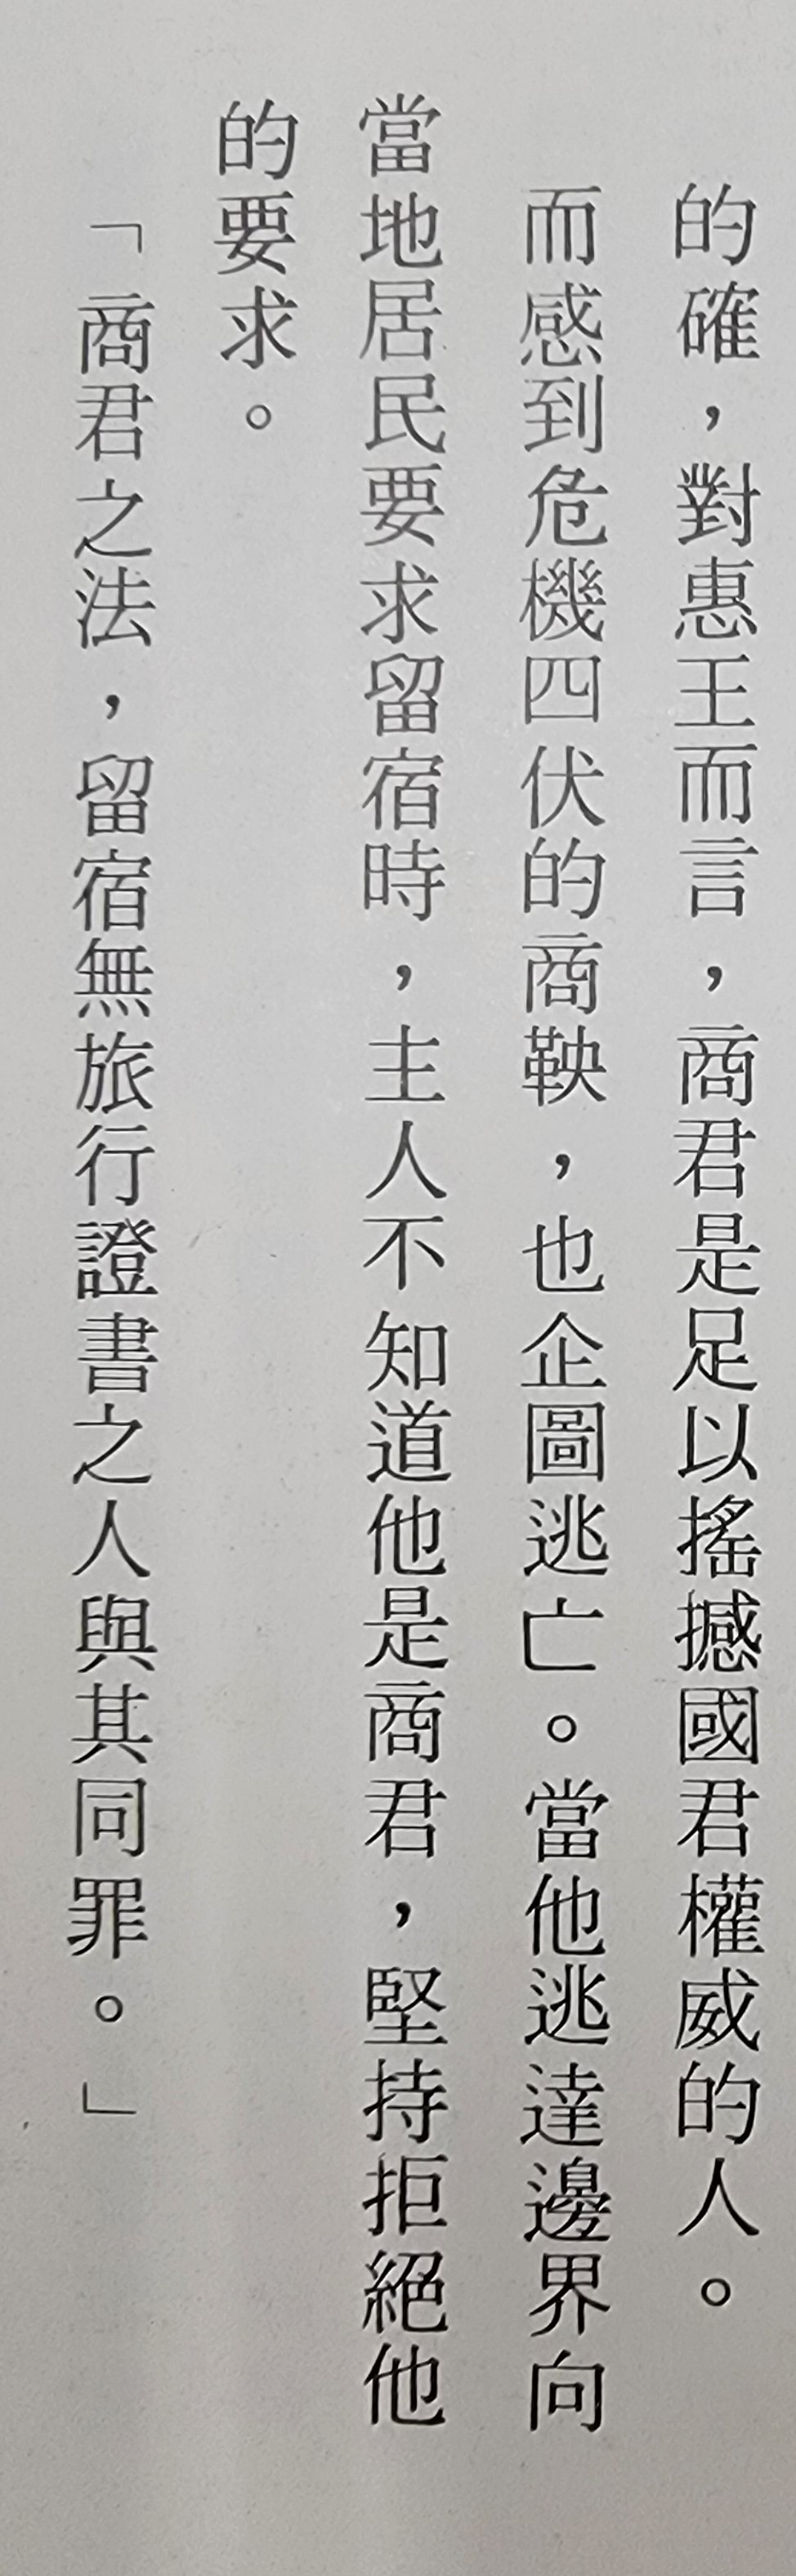 的確，對惠王而言，商君是足以搖撼國君權威的人。
而感到危機四伏的商鞅，也企圖逃亡。當他逃達邊界向
當地居民要求留宿時，主人不知道他是商君，堅持拒絕他
的要求。
「商君之法，留宿無旅行證書之人與其同罪。」